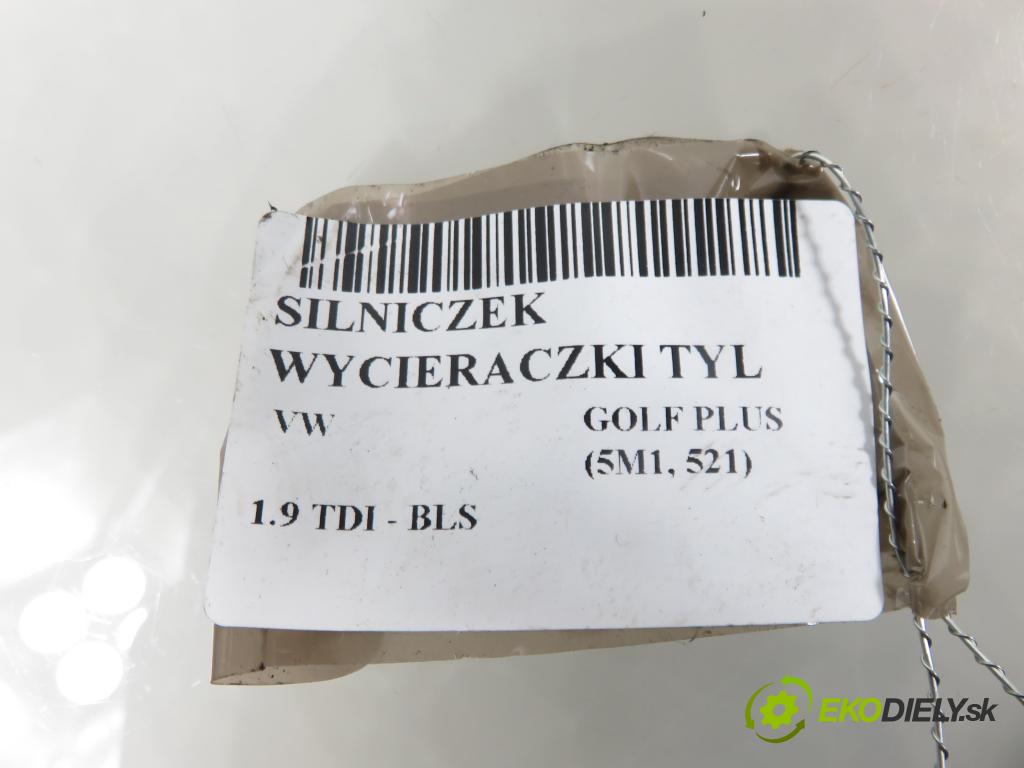 SILNICZEK
WYCIERACZKI TYL
VW GOLF PLUS
(5M1, 521)
1.9 TDI - BLS
EKODIELY.sk